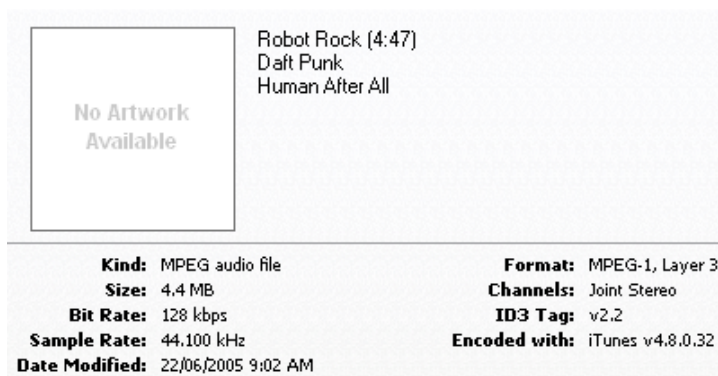 Robot Rock (4:47)
Daft Punk
Human After All
No Artwork
Available
Kind: MPEG audio file
Size: 4.4 MB
Bit Rate: 128 kbps
Sample Rate: 44.100 kHz
Date Modified: 22/06/2005 9:02 AM
Format: MPEG-1, Layer 3
Channels: Joint Stereo
ID3 Tag: v2.2
Encoded with: iTunes v4.8.0.32